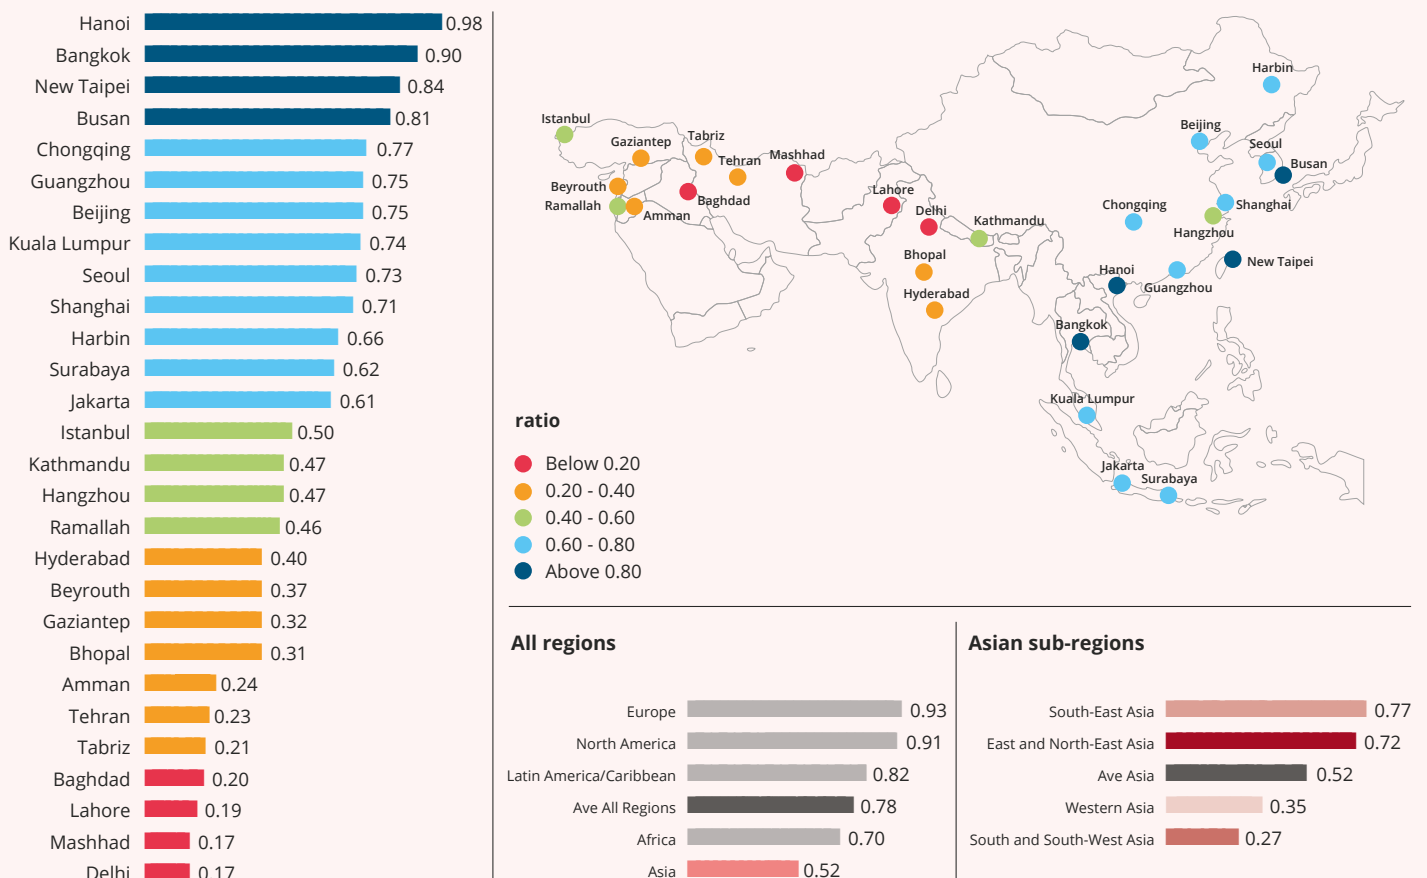 Hanoi 0.98
Bangkok 0.90
New Taipei 0.84
Busan 0.81
Chongqing 0.77
Guangzhou 0.75
Beijing 0.75
Kuala Lumpur 0.74
Seoul 0.73
Shanghai 0.71
Harbin 0.66
Surabaya 0.62
Jakarta 0.61
Istanbul 0.50
Kathmandu 0.47
Hangzhou 0.47
Ramallah 0.46
Hyderabad 0.40
Beyrouth 0.37
Gaziantep 0.32
Bhopal 0.31
Amman 0.24
Tehran 0.23
Tabriz 0.21
Baghdad 0.20
Lahore 0.19
Mashhad 0.17
Delhi 0.17
Harbin
Istanbul
Beijing
Tabriz
Gaziantep
Seoul
Mashhad
Tehran
Busan
Beyrouth
Lahore
Baghdad
Ramallah
Chongqing
Shanghai
Delhi
Amman
Kathmandu
Hangzhou
Bhopal
New Taipei
Hanoi
Guangzhou
Hyderabad
Bangkok
Kuala Lumpur
Jakarta
Surabaya
ratio
Below 0.20
0.20 - 0.40
0.40 - 0.60
0.60 - 0.80
Above 0.80
All regions
Europe 0.93
North America 0.91
Latin America/Caribbean 0.82
Ave All Regions 0.78
Africa 0.70
Asia 0.52
Asian sub-regions
South-East Asia 0.77
East and North-East Asia 0.72
Ave Asia 0.52
Western Asia 0.35
South and South-West Asia 0.27